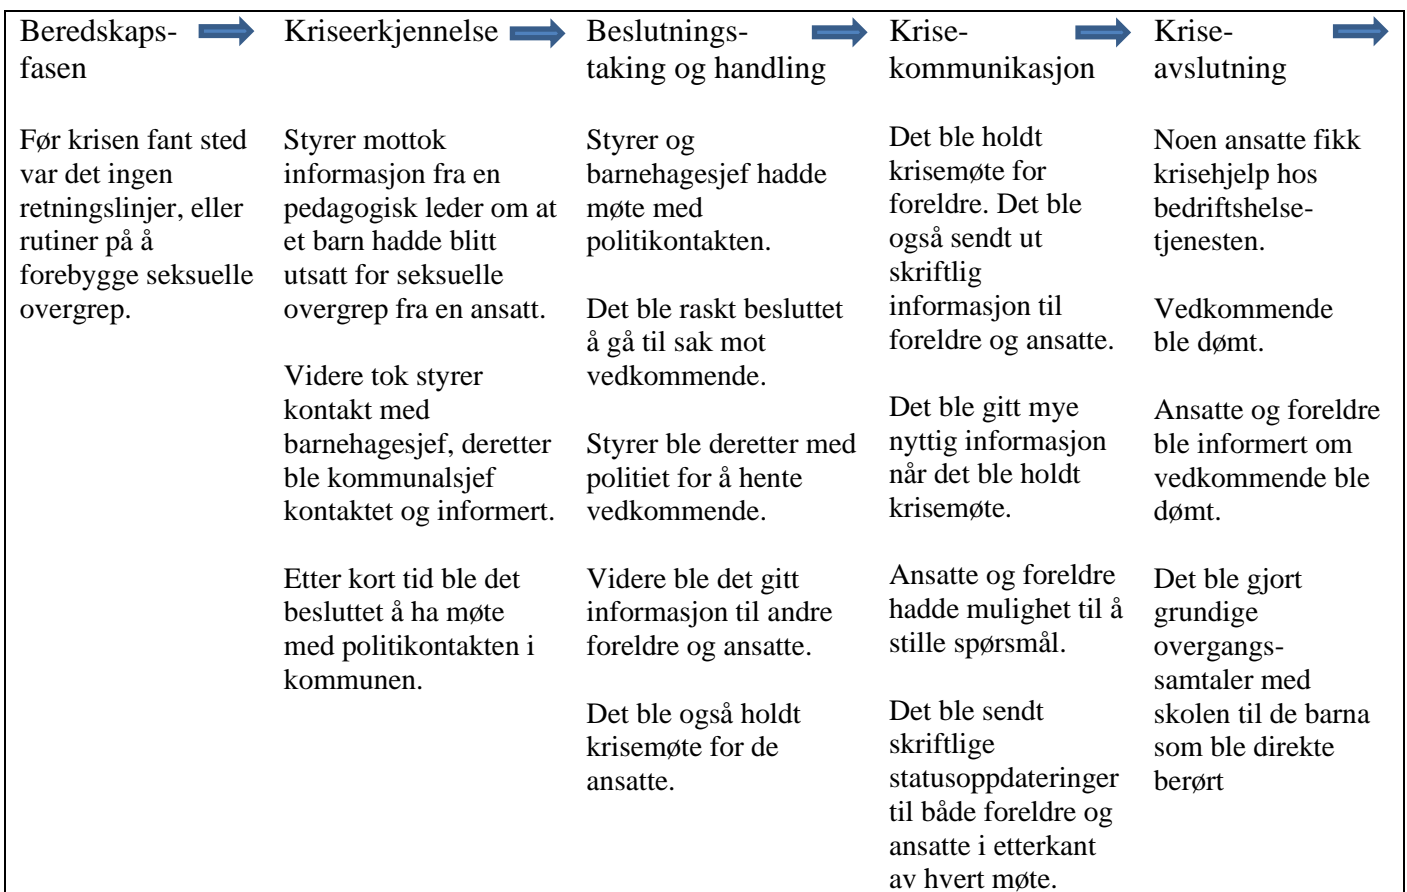 Beredskaps-
fasen
Før krisen fant sted
var det ingen
retningslinjer, eller
rutiner på å
forebygge seksuelle
overgrep.
Kriseerkjennelse
Styrer mottok
informasjon fra en
pedagogisk leder om at
et barn hadde blitt
utsatt for seksuelle
overgrep fra en ansatt.
Videre tok styrer
kontakt med
barnehagesjef, deretter
ble kommunalsjef
kontaktet og informert.
Etter kort tid ble det
besluttet å ha møte
med politikontakten i
kommunen.
Beslutnings-
taking og handling
Styrer og
barnehagesjef hadde
møte med
politikontakten.
Det ble raskt besluttet
å gå til sak mot
vedkommende.
Styrer ble deretter med
politiet for å hente
vedkommende.
Videre ble det gitt
informasjon til andre
foreldre og ansatte.
Det ble også holdt
krisemøte for de
ansatte.
Krise-
kommunikasjon
Det ble holdt
krisemøte for
foreldre. Det ble
også sendt ut
skriftlig
informasjon til
foreldre og ansatte.
Det ble gitt mye
nyttig informasjon
når det ble holdt
krisemøte.
Ansatte og foreldre
hadde mulighet til å
stille spørsmål.
Det ble sendt
skriftlige
statusoppdateringer
til både foreldre og
ansatte i etterkant
av hvert møte.
Krise-
avslutning
Noen ansatte fikk
krisehjelp hos
bedriftshelse-
tjenesten.
Vedkommende
ble dømt.
Ansatte og foreldre
ble informert om
vedkommende ble
dømt.
Det ble gjort
grundige
overgangs-
samtaler med
skolen til de barna
som ble direkte
berørt